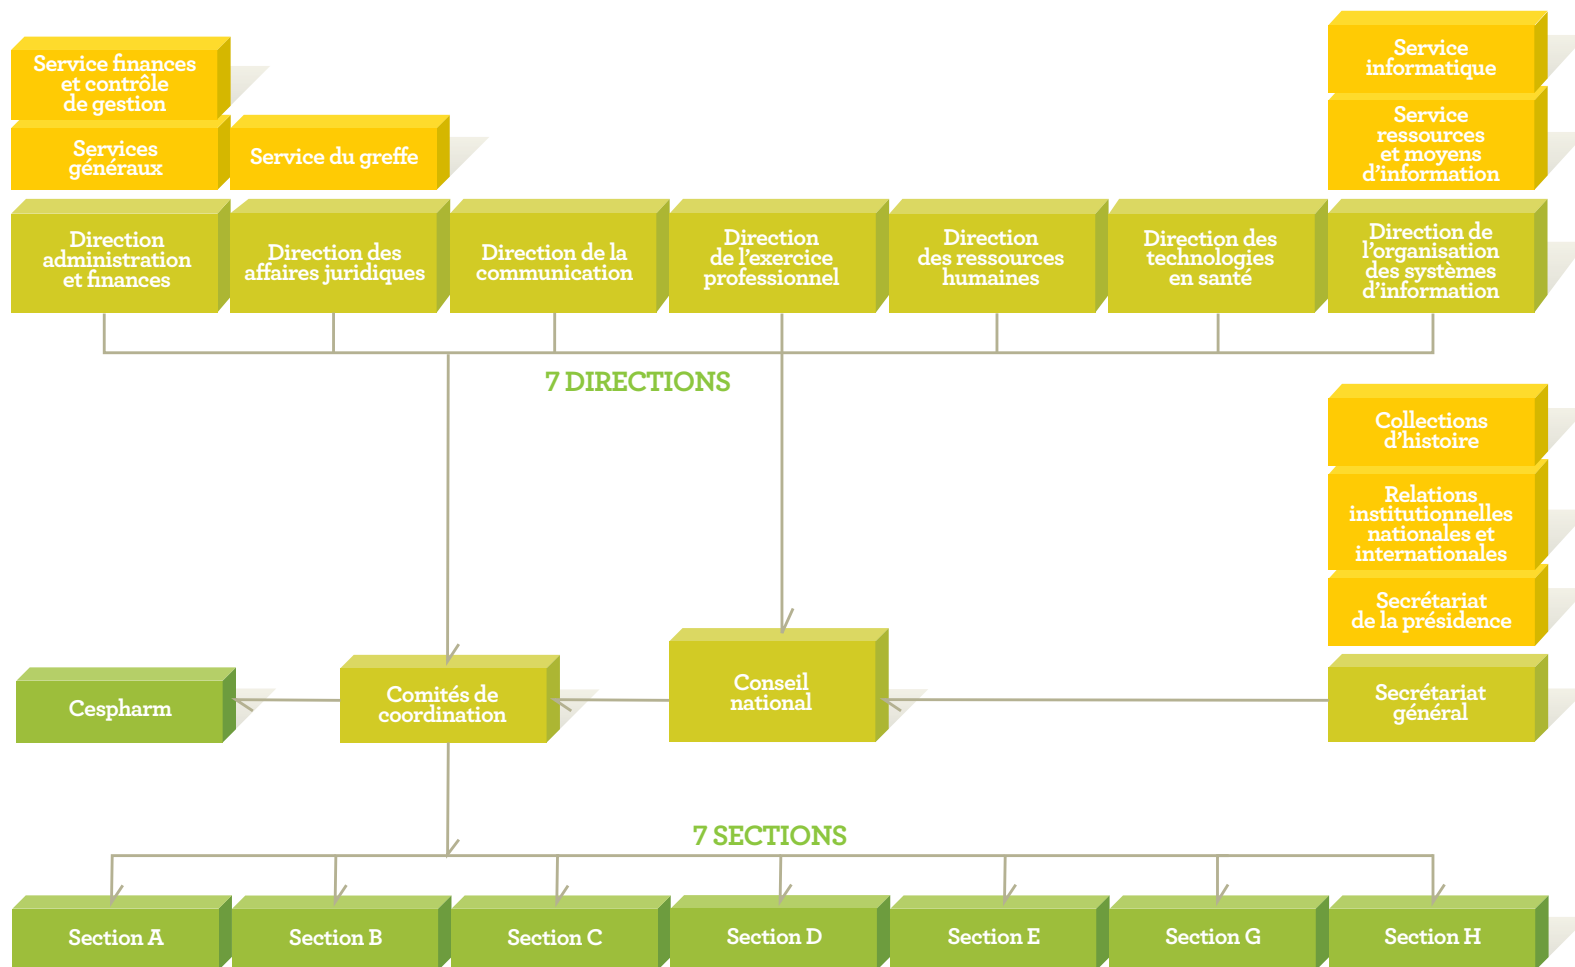 Service finances
et contrôle
de gestion
Services
généraux
Service du greffe
Service
informatique
Service
ressources
et moyens
d’information
Direction
administration
et finances
Direction des
affaires juridiques
Direction de la
communication
Direction
de l’exercice
professionnel
Direction
des ressources
humaines
Direction des
technologies
en santé
Direction de
l’organisation
des systèmes
d’information
7 DIRECTIONS
Collections
d’histoire
Relations
institutionnelles
nationales et
internationales
Secrétariat
de la présidence
Cespharm
Comités de
coordination
Conseil
national
Secrétariat
général
7 SECTIONS
Section A
Section B
Section C
Section D
Section E
Section G
Section H